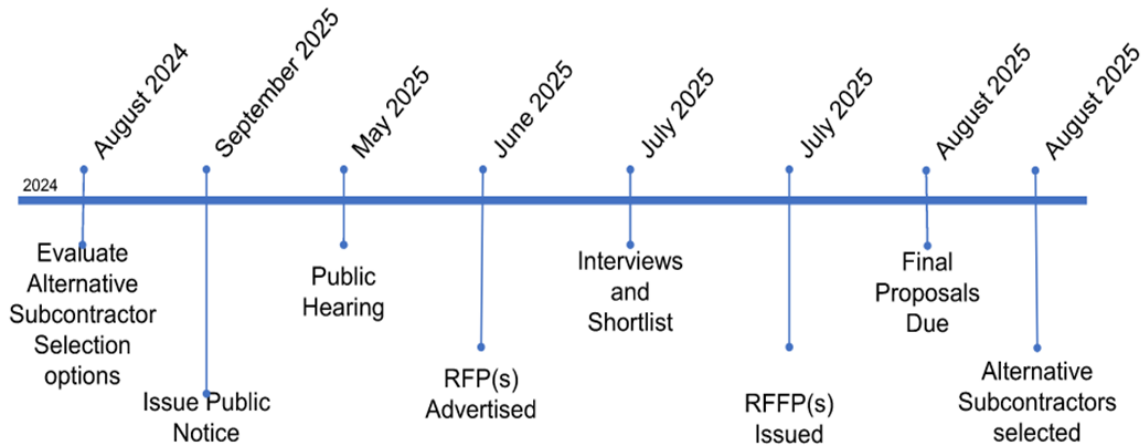 August 2024
September 2025
May 2025
June 2025
July 2025
July 2025
August 2025
August 2025
2024
Evaluate
Alternative
Subcontractor
Selection
options
Issue Public
Notice
Public
Hearing
RFP(s)
Advertised
Interviews
and
Shortlist
RFFP(s)
Issued
Final
Proposals
Due
Alternative
Subcontractors
selected